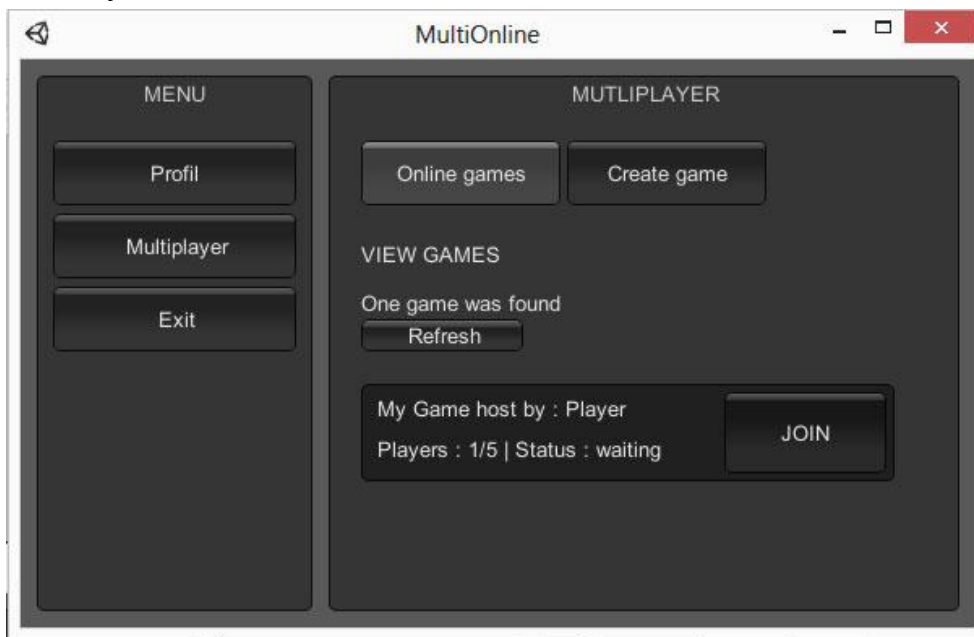 MultiOnline
MENU
Profil
Multiplayer
Exit
MUTLIPLAYER
Online games
Create game
VIEW GAMES
One game was found
Refresh
My Game host by : Player
Players : 1/5 | Status : waiting
JOIN